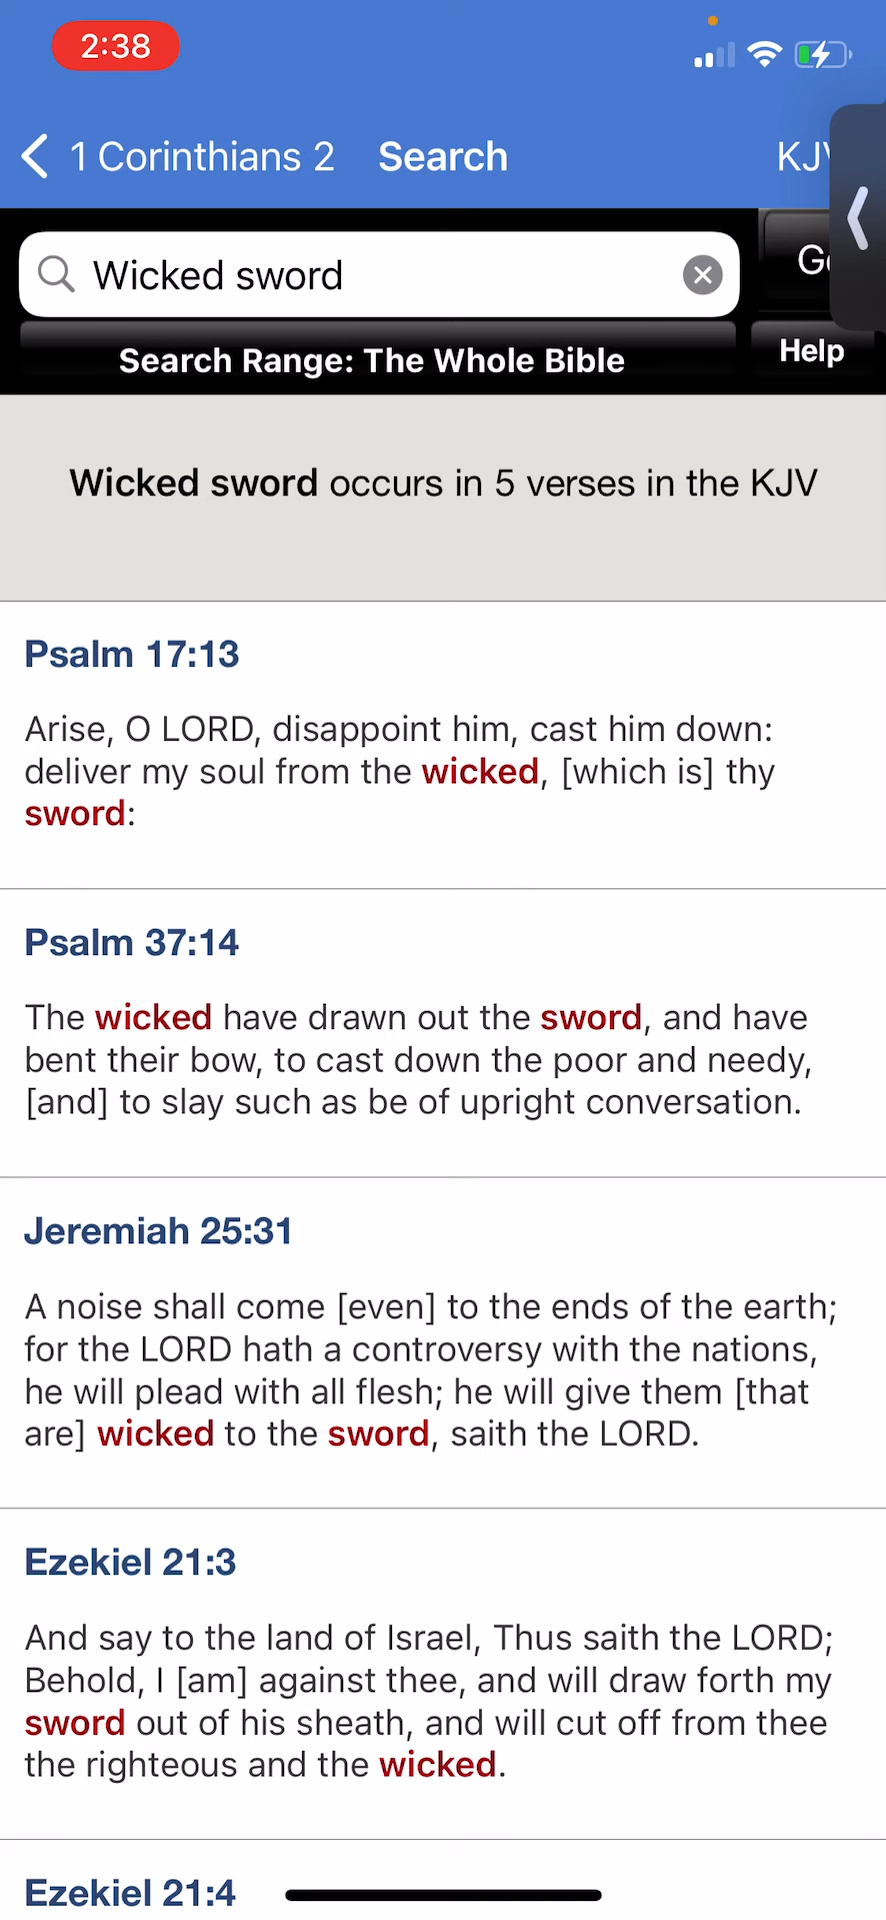 2:38
1 Corinthians 2 Search
Wicked sword
Search Range: The Whole Bible
Help
Wicked sword occurs in 5 verses in the KJV
Psalm 17:13
Arise, O LORD, disappoint him, cast him down:
deliver my soul from the wicked, [which is] thy
sword:
Psalm 37:14
The wicked have drawn out the sword, and have
bent their bow, to cast down the poor and needy,
[and] to slay such as be of upright conversation.
Jeremiah 25:31
A noise shall come [even] to the ends of the earth;
for the LORD hath a controversy with the nations,
he will plead with all flesh; he will give them [that
are] wicked to the sword, saith the LORD.
Ezekiel 21:3
And say to the land of Israel, Thus saith the LORD;
Behold, I [am] against thee, and will draw forth my
sword out of his sheath, and will cut off from thee
the righteous and the wicked.
Ezekiel 21:4